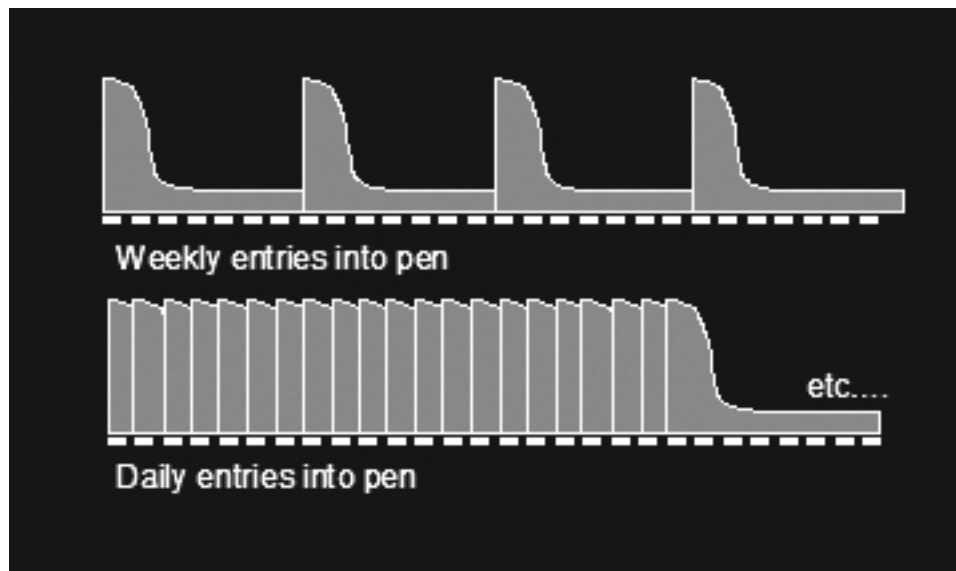 Weekly entries into pen
etc....
Daily entries into pen